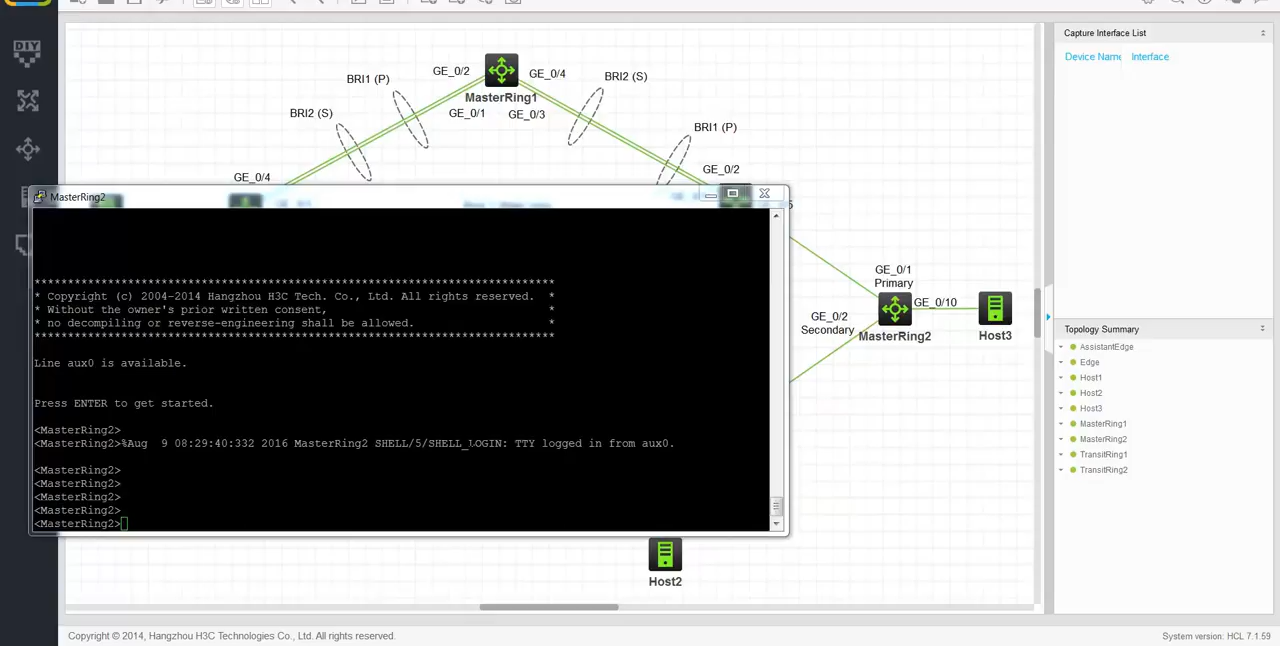 DIY
GE_0/2
GE_0/4
BRI1 (P)
BRI2 (S)
MasterRing1
BRI2 (S)
GE_0/1
GE_0/3
BRI1 (P)
GE_0/4
GE_0/2
MasterRing2
****************************************************************************
* Copyright (c) 2004-2014 Hangzhou H3C Tech. Co., Ltd. All rights reserved.  *
* Without the owner's prior written consent,                                 *
* no decompiling or reverse-engineering shall be allowed.                    *
****************************************************************************
Line aux0 is available.
Press ENTER to get started.
<MasterRing2>
<MasterRing2>%Aug  9 08:29:40:332 2016 MasterRing2 SHELL/5/SHELL_LOGIN: TTY logged in from aux0.
<MasterRing2>
<MasterRing2>
<MasterRing2>
<MasterRing2>
<MasterRing2>
GE_0/1
Primary
GE_0/10
GE_0/2
Secondary
MasterRing2
Host3
Host2
Capture Interface List
Device Name Interface
Topology Summary
AssistantEdge
Edge
Host1
Host2
Host3
MasterRing1
MasterRing2
TransitRing1
TransitRing2
Copyright © 2014, Hangzhou H3C Technologies Co., Ltd. All rights reserved.
System version: HCL 7.1.59